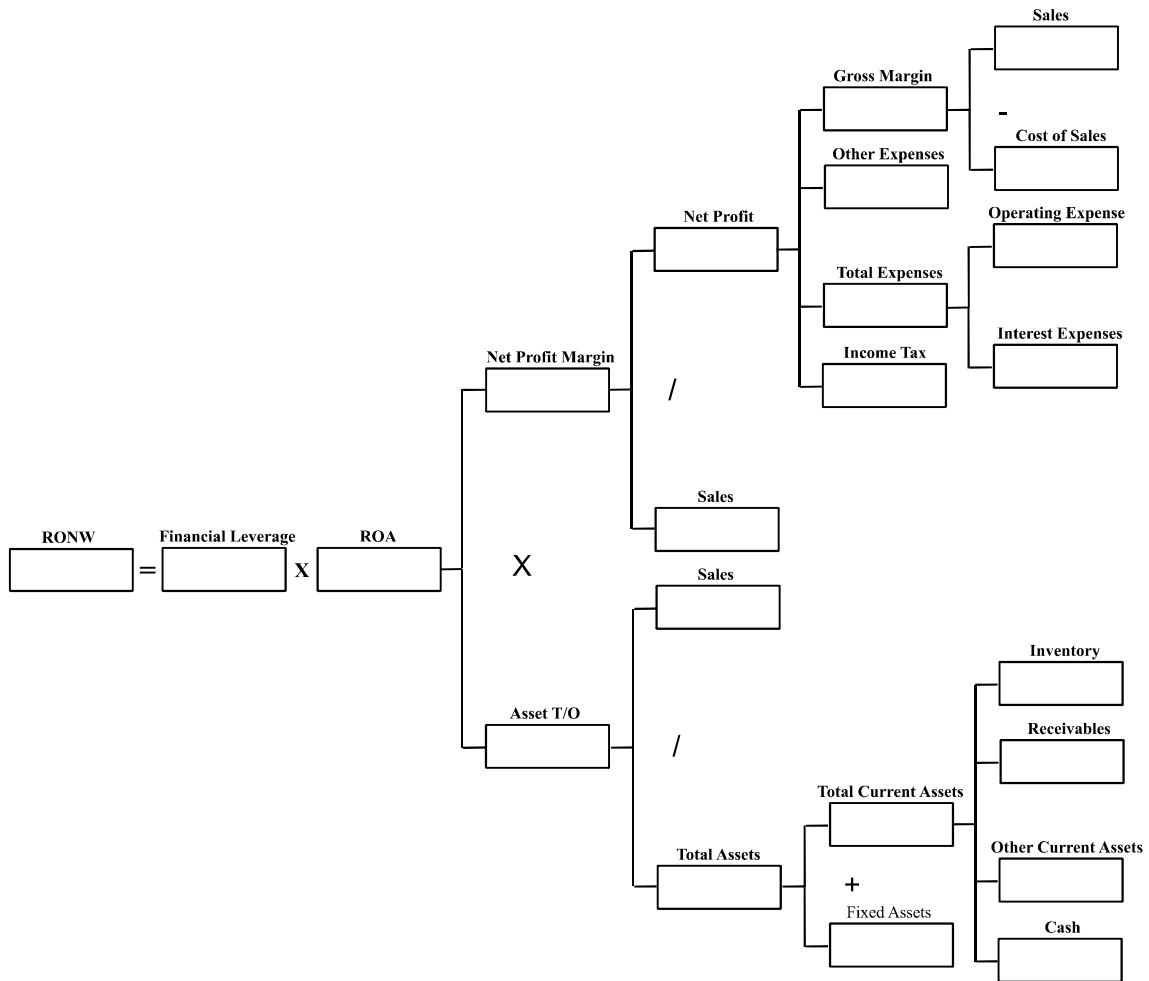 Sales
Gross Margin
-
Cost of Sales
Other Expenses
Net Profit
Operating Expense
Total Expenses
Interest Expenses
Income Tax
Net Profit Margin
/
Sales
RONW
=
Financial Leverage
X
ROA
X
Sales
Inventory
Asset T/O
Receivables
/
Total Current Assets
Other Current Assets
Total Assets
+
Fixed Assets
Cash